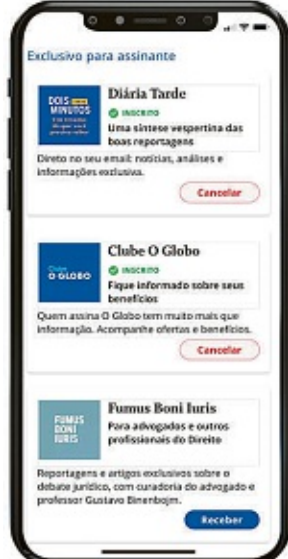 Exclusivo para assinante
DOIS
MINUTOS
Diária Tarde
INSCRITO
Uma síntese vespertina das
boas reportagens
Direto no seu email: notícias, análises e
informações exclusiva.
Cancelar
Clube
O GLOBO
Clube O Globo
INSCRITO
Fique informado sobre seus
benefícios
Quem assina O Globo tem muito mais que
informação. Acompanhe ofertas e benefícios.
Cancelar
FUMUS
BONI
IURIS
Fumus Boni Iuris
Para advogados e outros
profissionais do Direito
Reportagens e artigos exclusivos sobre o
debate jurídico, com curadoria do advogado e
professor Gustavo Binenbojm.
Receber